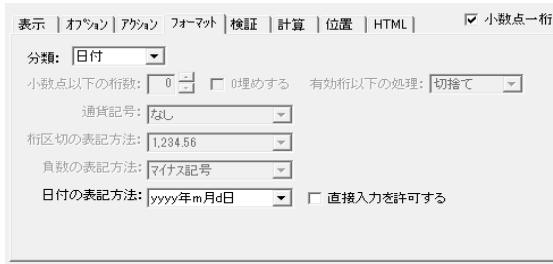 表示 | オプション | アクション | フォーマット | 検証 | 計算 | 位置 | HTML | 小数点一桁
分類: 日付
小数点以下の桁数: 0 0埋めする 有効桁以下の処理: 切捨て
通貨記号: なし
桁区切の表記方法: 1,234.56
負数の表記方法: マイナス記号
日付の表記方法: yyyy年m月d日 直接入力を許可する